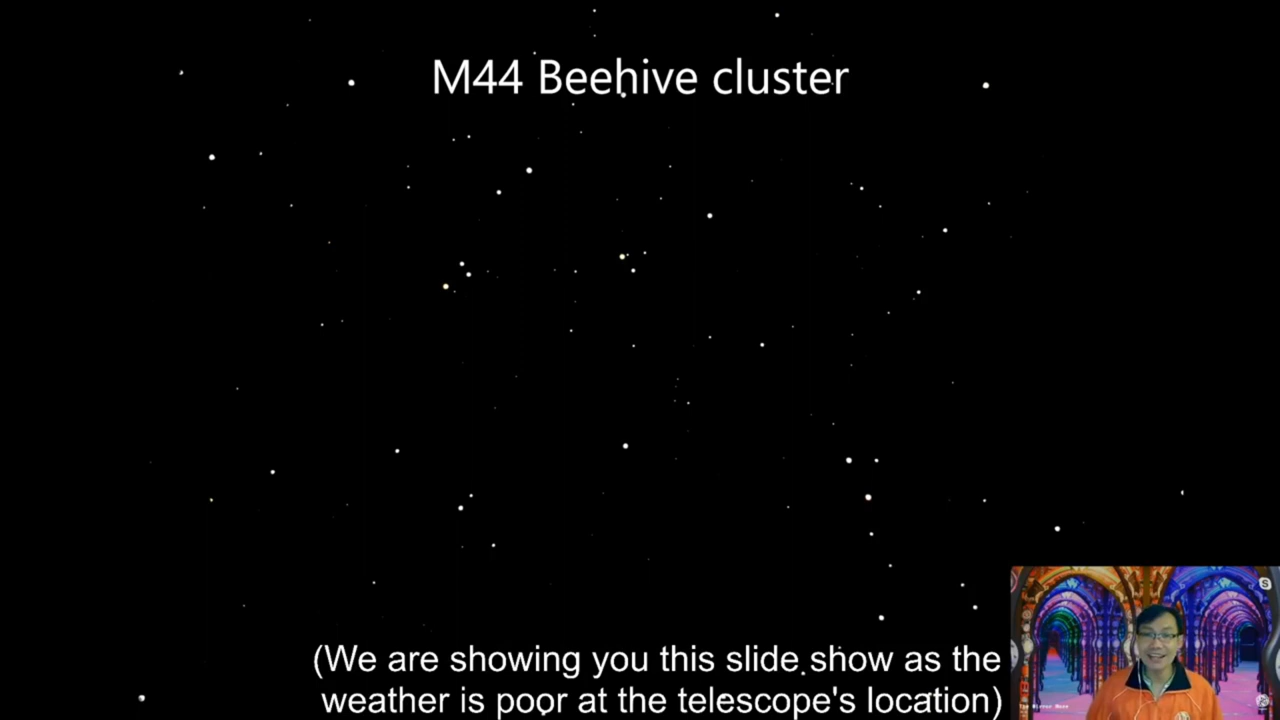 M44 Beehive cluster
(We are showing you this slide show as the
weather is poor at the telescope's location)